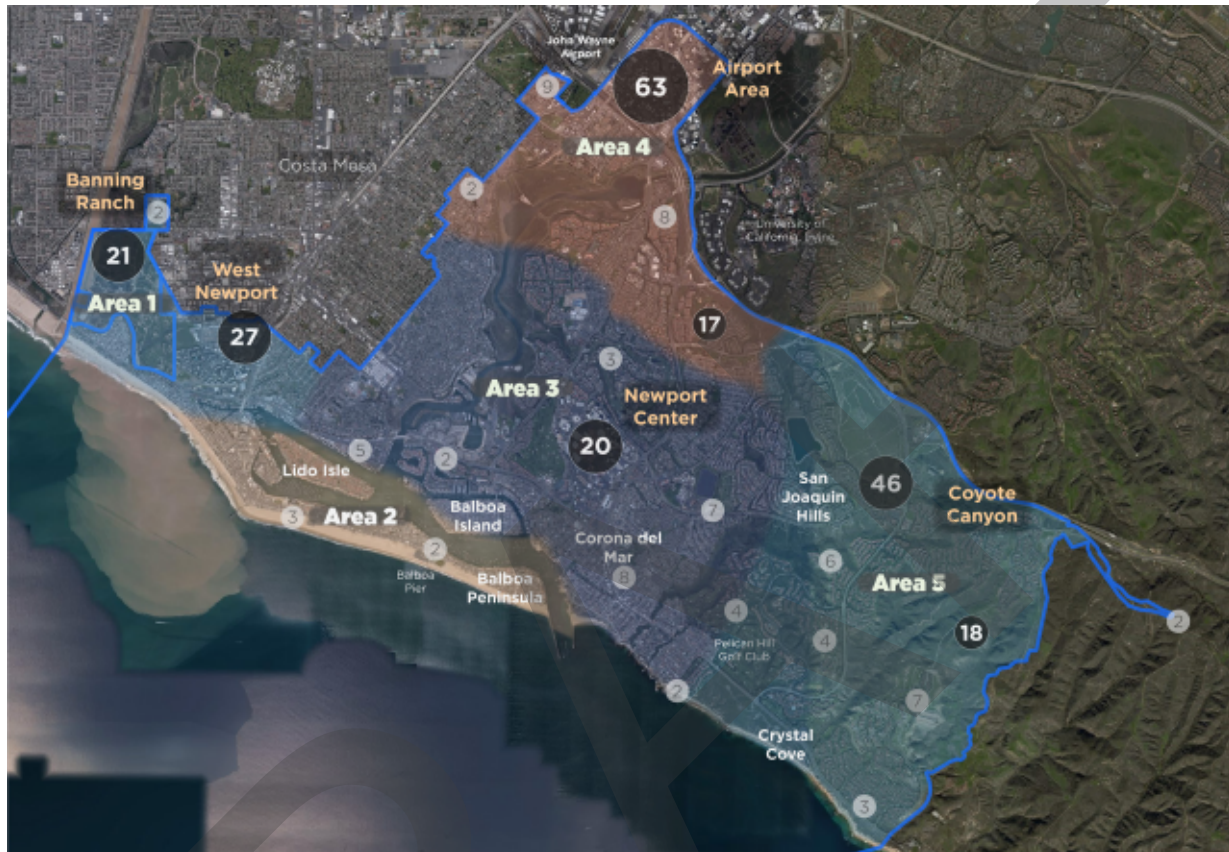 John Wayne
Airport
63
Airport
Area
9
Area 4
Costa Mesa
Banning
Ranch
2
2
8
University of
California, Irvine
21
West
Newport
Area 1
27
17
3
Area 3
Newport
Center
20
5
2
Lido Isle
San
Joaquin
Hills
46
Coyote
Canyon
3
Area 2
Balboa
Island
7
2
Corona del
Mar
6
Balboa
Pier
Balboa
Peninsula
8
Area 5
4
2
18
4
Pelican Hill
Golf Club
2
7
Crystal
Cove
3